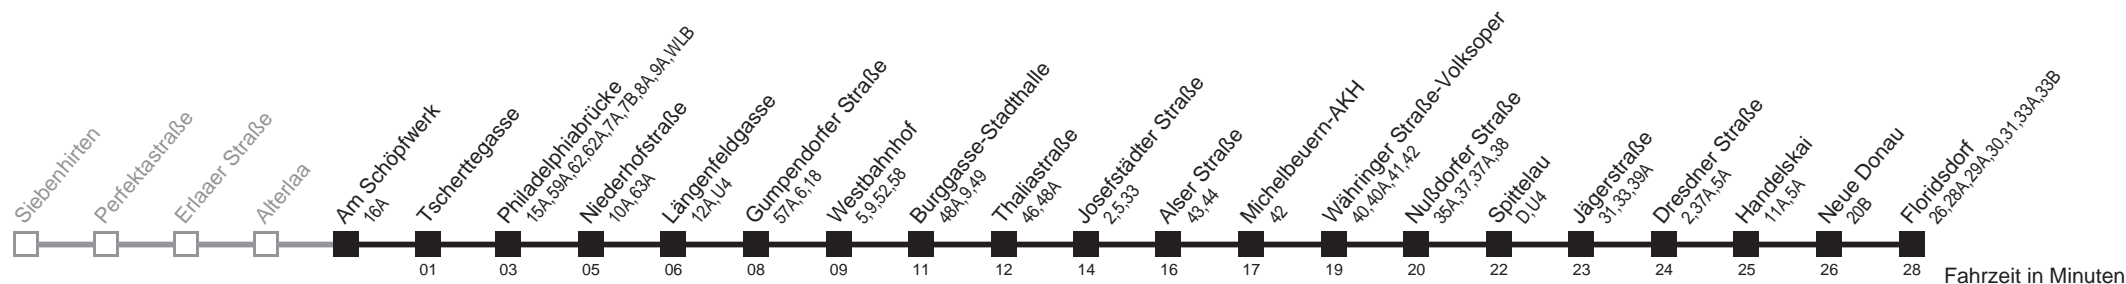 Siebenhirten
Perfektastraße
Erlaaer Straße
Alterlaa
Am Schöpfwerk
16A
Tscherttegasse
Philadelphiabrücke
15A,59A,62,62A,7A,7B,8A,9A,WLB
Niederhofstraße
10A,63A
Längenfeldgasse
12A,U4
Gumpendorfer Straße
57A,6,18
Westbahnhof
5,9,52,58
Burggasse-Stadthalle
48A,9,49
Thaliastraße
46,48A
Josefstädter Straße
2,5,33
Alser Straße
43,44
Michelbeuern-AKH
42
Währinger Straße-Volksoper
40,40A,41,42
Nußdorfer Straße
35A,37,37A,38
Spittelau
D,U4
Jägerstraße
31,33,39A
Dresdner Straße
2,37A,5A
Handelskai
11A,5A
Neue Donau
20B
Floridsdorf
26,28A,29A,30,31,33A,33B
01 03 05 06 08 09 11 12 14 16 17 19 20 22 23 24 25 26 28 Fahrzeit in Minuten